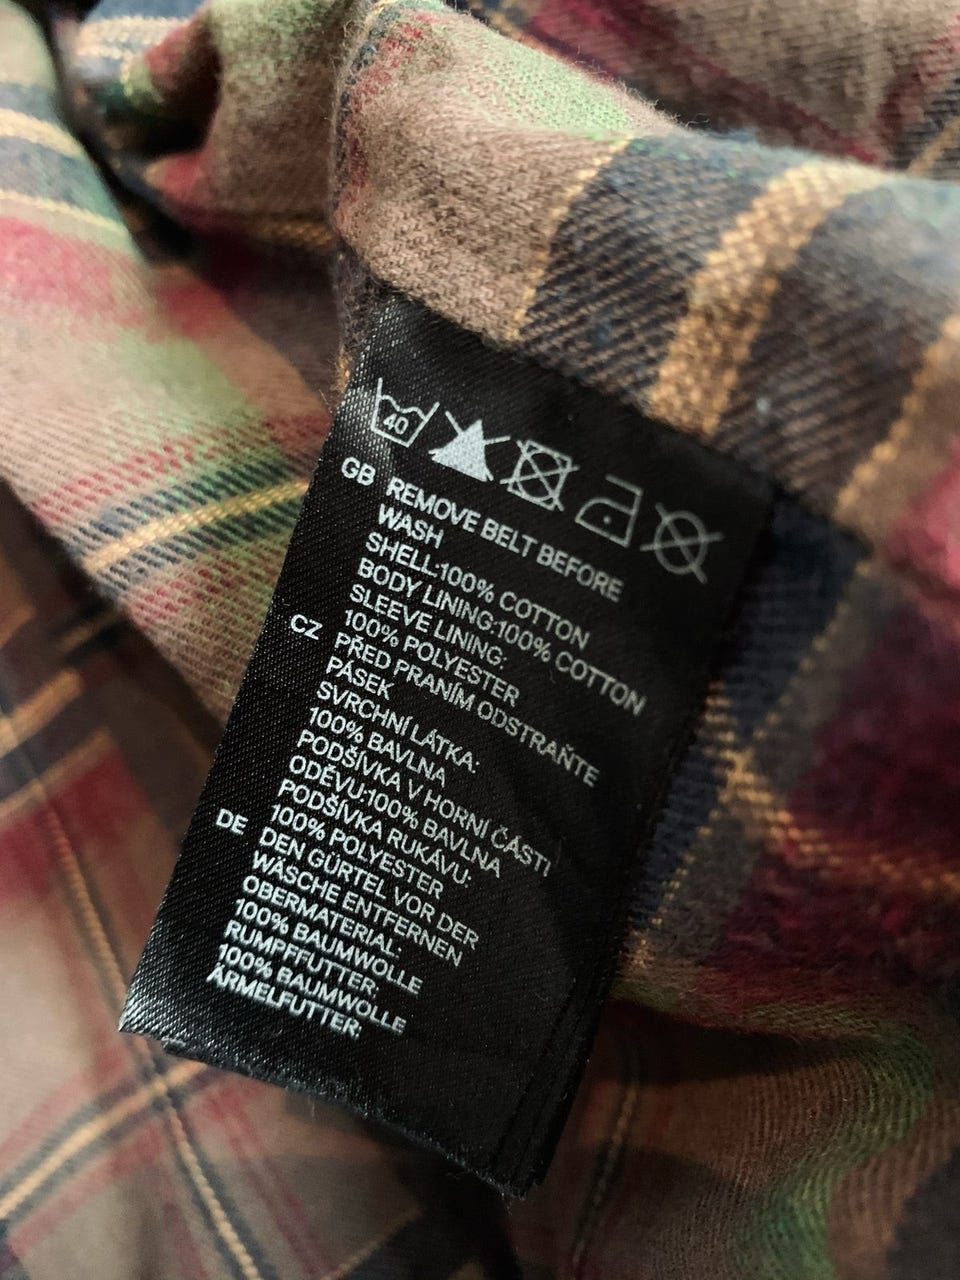 40
GB REMOVE BELT BEFORE
WASH
SHELL:100% COTTON
BODY LINING:100% COTTON
SLEEVE LINING:
100% POLYESTER
CZ PŘED PRANÍM ODSTRAŇTE
PÁSEK
SVRCHNÍ LÁTKA:
100% BAVLNA
PODŠÍVKA V HORNÍ ČÁSTI
ODĚVU:100% BAVLNA
PODŠÍVKA RUKÁVU:
100% POLYESTER
DE DEN GÜRTEL VOR DER
WÄSCHE ENTFERNEN
OBERMATERIAL:
100% BAUMWOLLE
RUMPFFUTTER:
100% BAUMWOLLE
ÄRMELFUTTER: